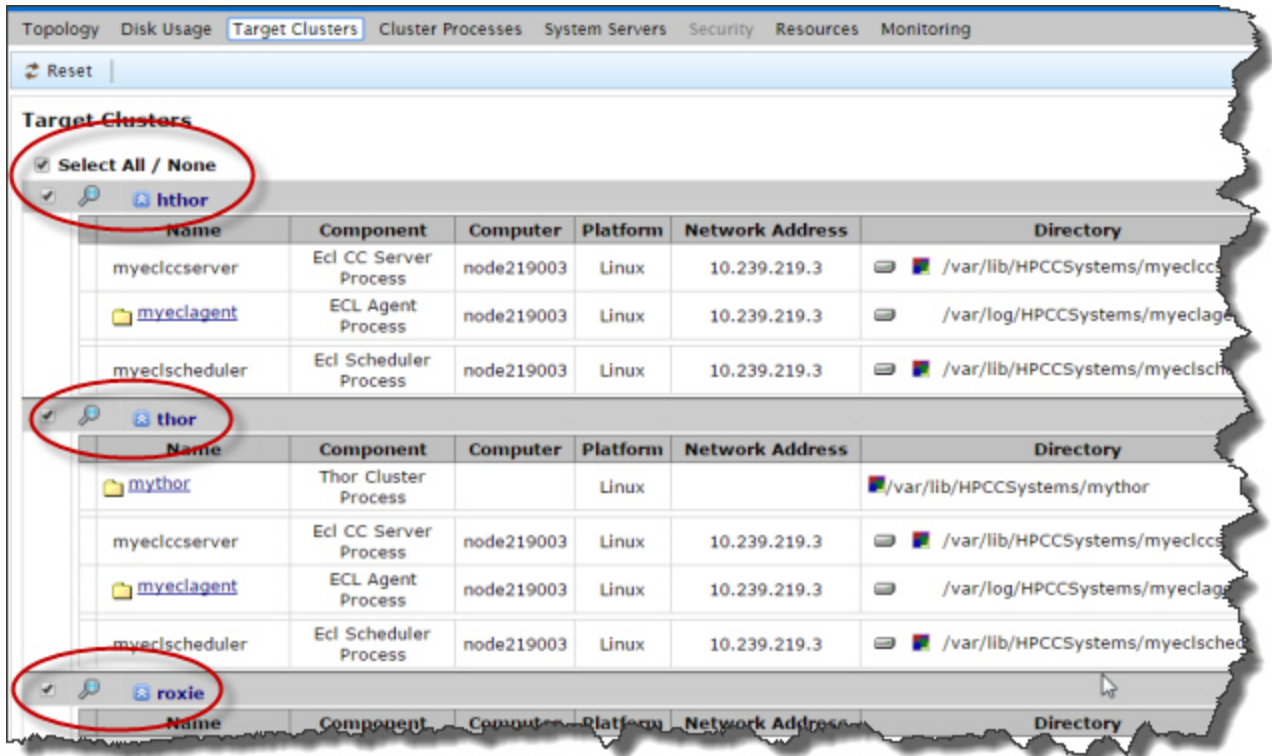 Topology Disk Usage Target Clusters Cluster Processes System Servers Security Resources Monitoring
Reset
Target Clusters
Select All / None
hthor
Name Component Computer Platform Network Address Directory
myeclccserver Ecl CC Server Process node219003 Linux 10.239.219.3 /var/lib/HPCCSystems/myeclccs
myeclagent ECL Agent Process node219003 Linux 10.239.219.3 /var/log/HPCCSystems/myeclage
myeclscheduler Ecl Scheduler Process node219003 Linux 10.239.219.3 /var/lib/HPCCSystems/myeclsch
thor
Name Component Computer Platform Network Address Directory
mythor Thor Cluster Process Linux /var/lib/HPCCSystems/mythor
myeclccserver Ecl CC Server Process node219003 Linux 10.239.219.3 /var/lib/HPCCSystems/myeclccs
myeclagent ECL Agent Process node219003 Linux 10.239.219.3 /var/log/HPCCSystems/myeclag
myeclscheduler Ecl Scheduler Process node219003 Linux 10.239.219.3 /var/lib/HPCCSystems/myeclsched
roxie
Name Component Computer Platform Network Address Directory